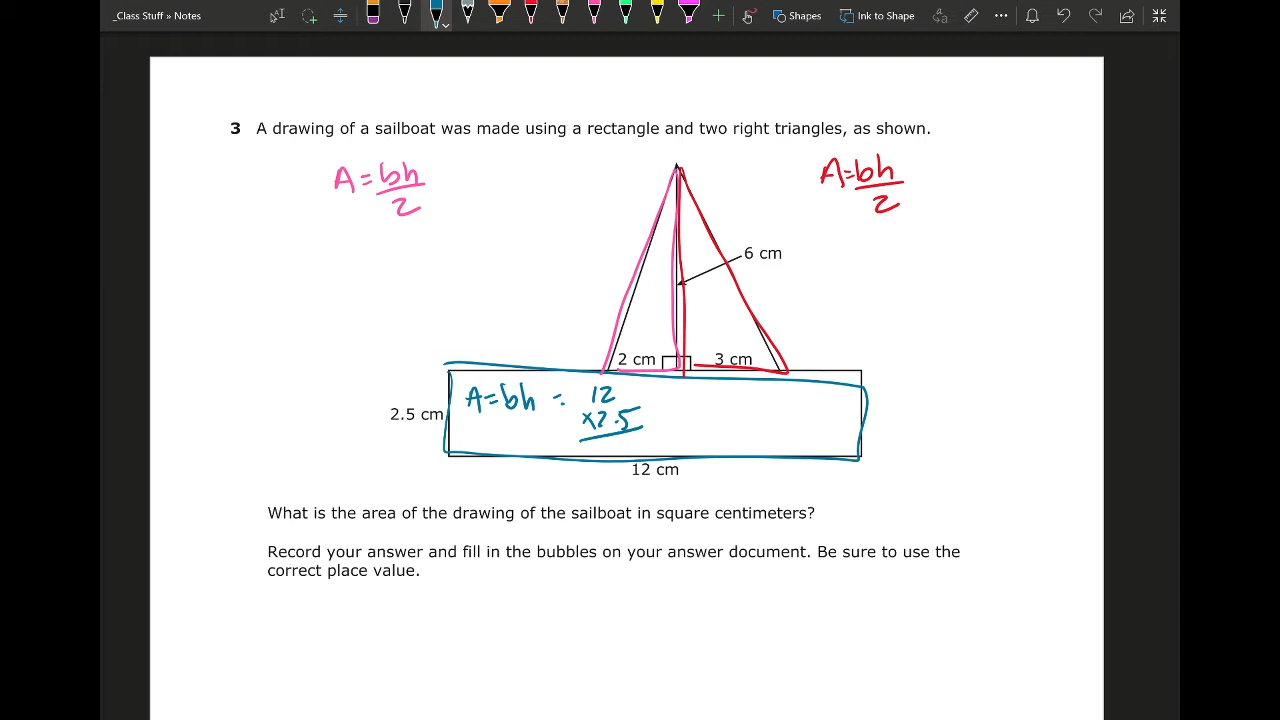 _Class Stuff » Notes
Shapes
Ink to Shape
3 A drawing of a sailboat was made using a rectangle and two right triangles, as shown.
A = bh
2
A=bh
2
6 cm
2 cm
3 cm
A=bh = 12
×2.5
2.5 cm
12 cm
What is the area of the drawing of the sailboat in square centimeters?
Record your answer and fill in the bubbles on your answer document. Be sure to use the
correct place value.